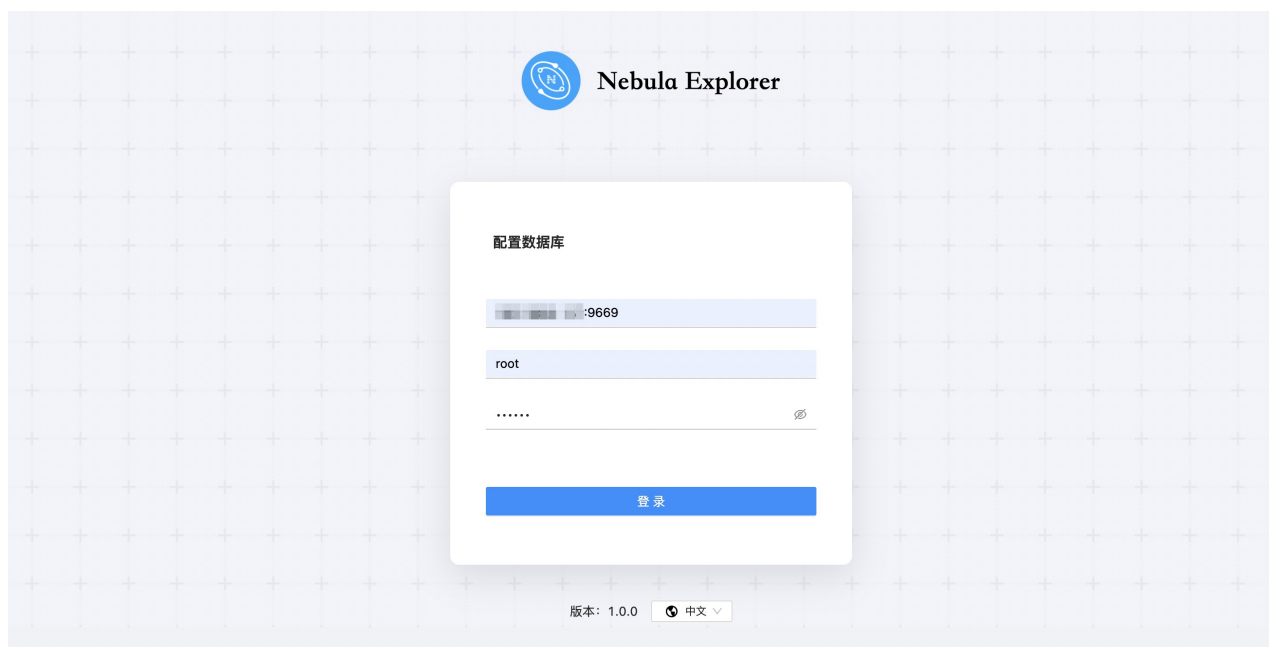 Nebula Explorer
配置数据库
:9669
root
······
登 录
版本： 1.0.0 中文